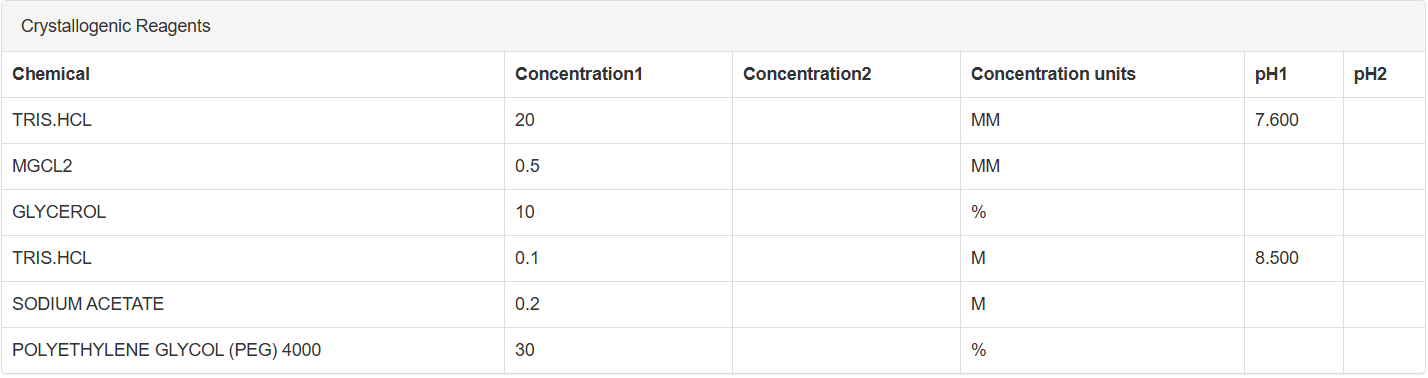 Crystallogenic Reagents
Chemical Concentration1 Concentration2 Concentration units pH1 pH2
TRIS.HCL 20 MM 7.600
MGCL2 0.5 MM
GLYCEROL 10 %
TRIS.HCL 0.1 M 8.500
SODIUM ACETATE 0.2 M
POLYETHYLENE GLYCOL (PEG) 4000 30 %